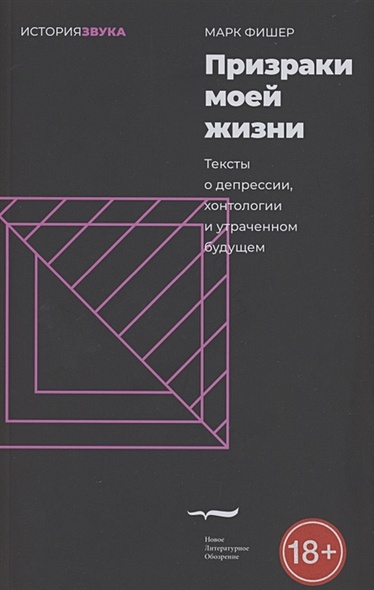 ИСТОРИЯЗВУКА
МАРК ФИШЕР
Призраки
моей
жизни
Тексты
о депрессии,
хонтологии
и утраченном
будущем
Новое
Литературное
Обозрение
18+